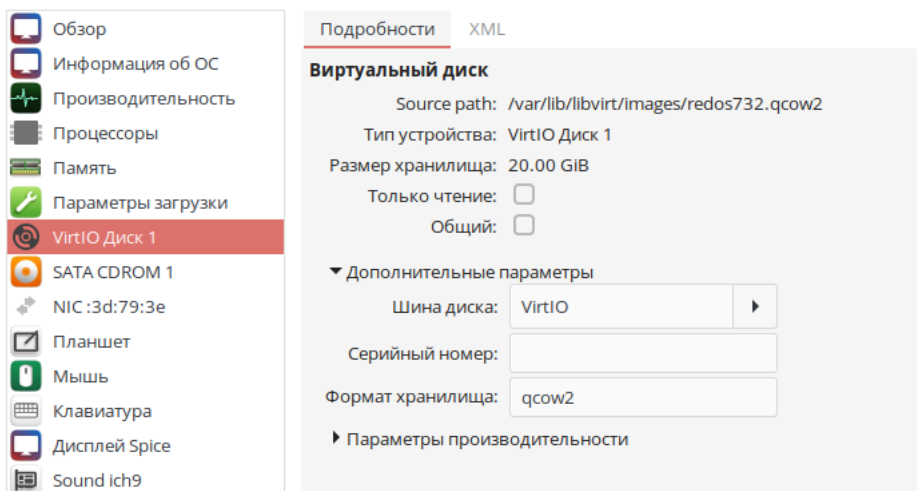 Обзор
Информация об ОС
Производительность
Процессоры
Память
Параметры загрузки
VirtIO Диск 1
SATA CDROM 1
NIC :3d:79:3e
Планшет
Мышь
Клавиатура
Дисплей Spice
Sound ich9
Подробности XML
Виртуальный диск
Source path: /var/lib/libvirt/images/redos732.qcow2
Тип устройства: VirtIO Диск 1
Размер хранилища: 20.00 GiB
Только чтение:
Общий:
Дополнительные параметры
Шина диска: VirtIO
Серийный номер:
Формат хранилища: qcow2
Параметры производительности